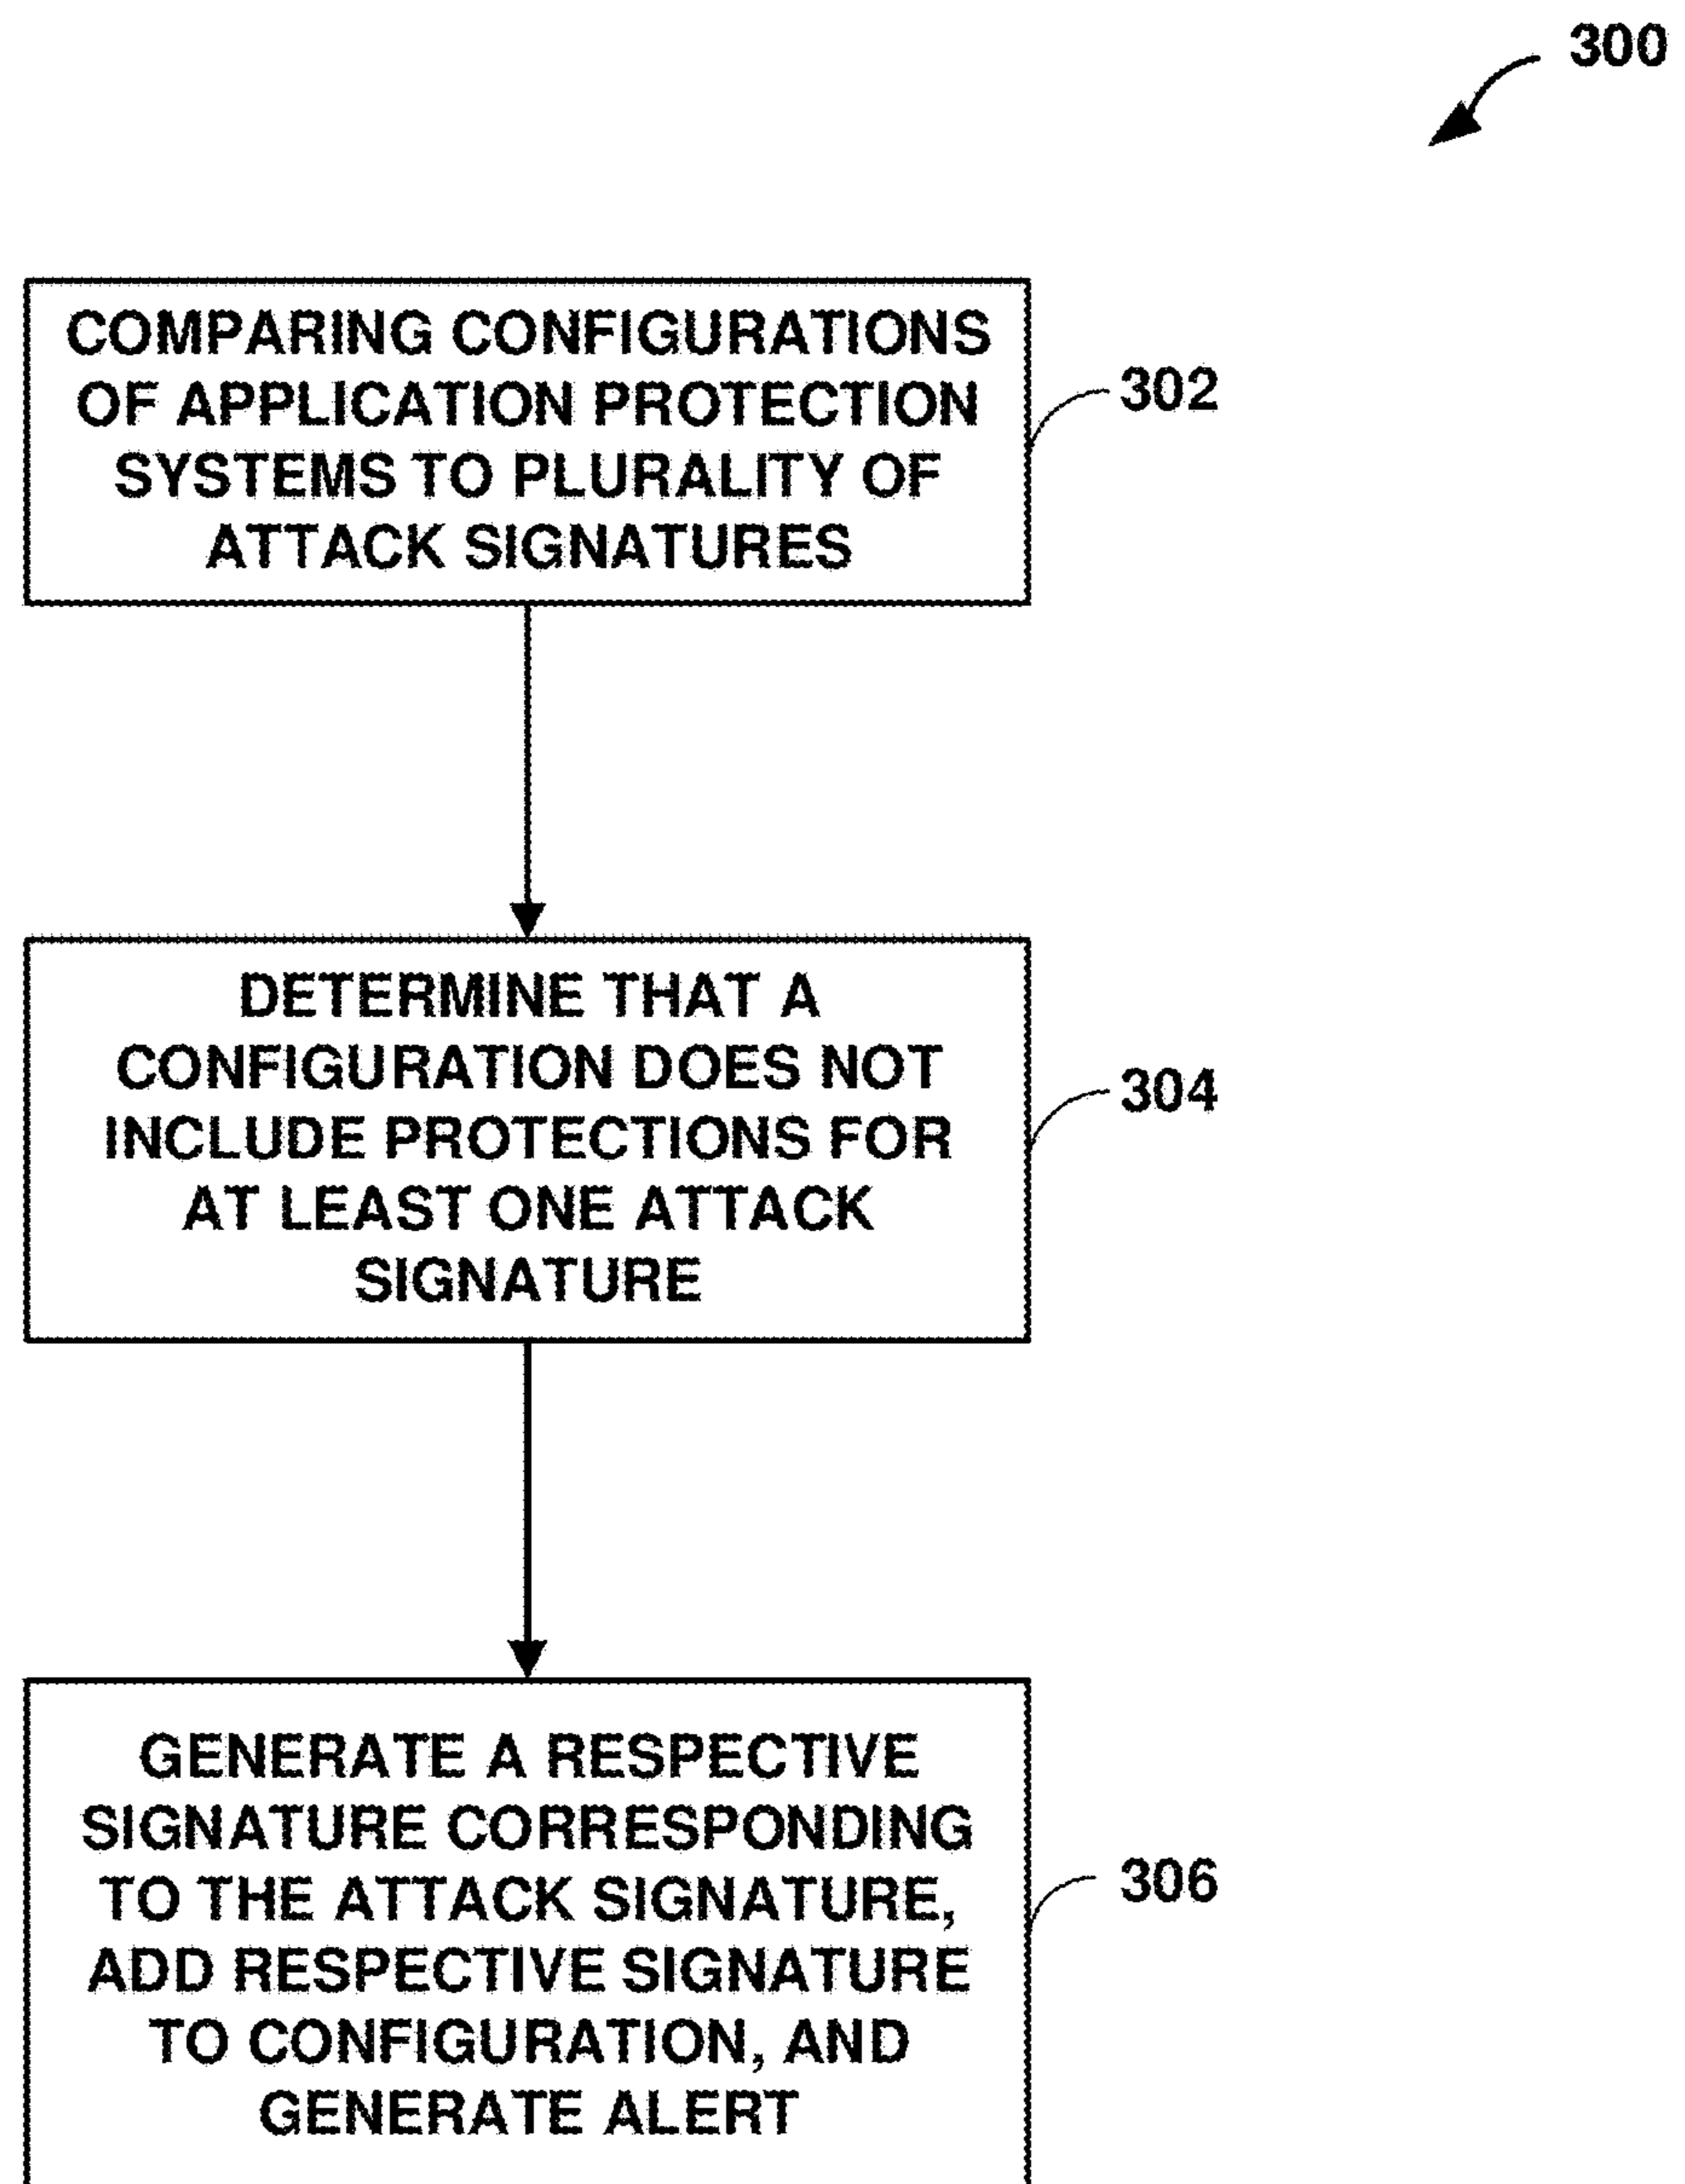 300
COMPARING CONFIGURATIONS
OF APPLICATION PROTECTION
SYSTEMS TO PLURALITY OF
ATTACK SIGNATURES
302
DETERMINE THAT A
CONFIGURATION DOES NOT
INCLUDE PROTECTIONS FOR
AT LEAST ONE ATTACK
SIGNATURE
304
GENERATE A RESPECTIVE
SIGNATURE CORRESPONDING
TO THE ATTACK SIGNATURE,
ADD RESPECTIVE SIGNATURE
TO CONFIGURATION, AND
GENERATE ALERT
306